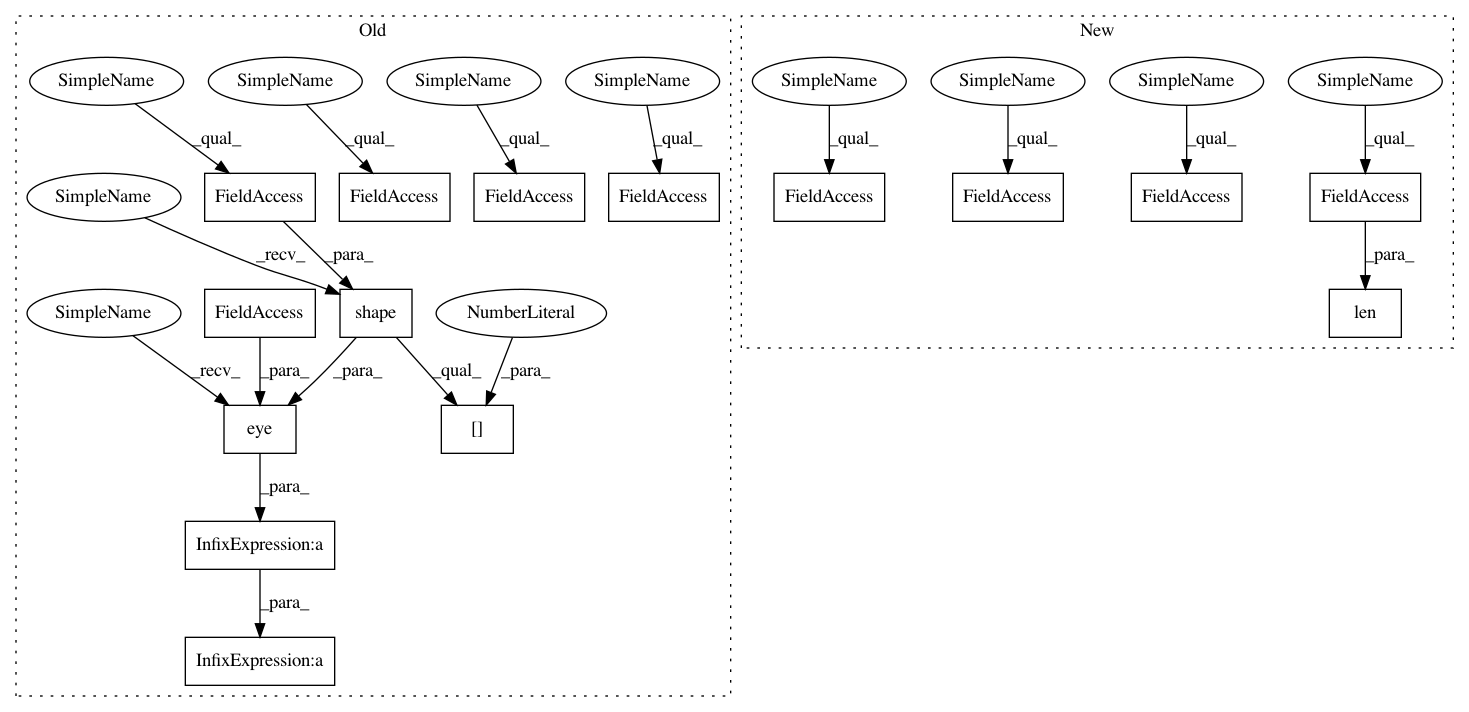 Old
New
SimpleName
SimpleName
SimpleName
SimpleName
SimpleName
SimpleName
SimpleName
SimpleName
_qual_
_qual_
_qual_
_qual_
_qual_
_qual_
_qual_
_qual_
SimpleName
FieldAccess
FieldAccess
FieldAccess
FieldAccess
FieldAccess
FieldAccess
FieldAccess
FieldAccess
_recv_
_para_
_para_
SimpleName
FieldAccess
shape
NumberLiteral
len
_recv_
_para_
_para_
_qual_
_para_
eye
[]
_para_
InfixExpression:a
_para_
InfixExpression:a